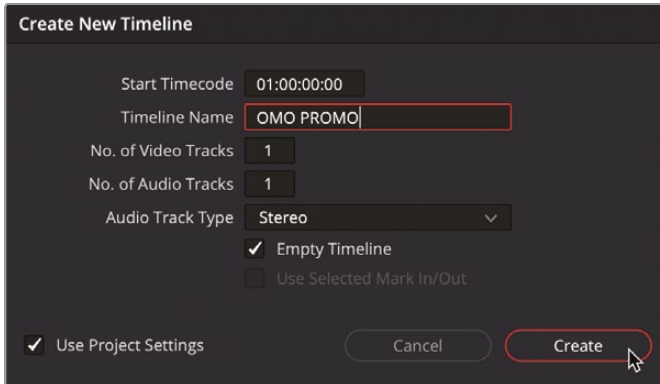 Create New Timeline
Start Timecode 01:00:00:00
Timeline Name OMO PROMO
No. of Video Tracks 1
No. of Audio Tracks 1
Audio Track Type Stereo
Empty Timeline
Use Selected Mark In/Out
Use Project Settings Cancel Create